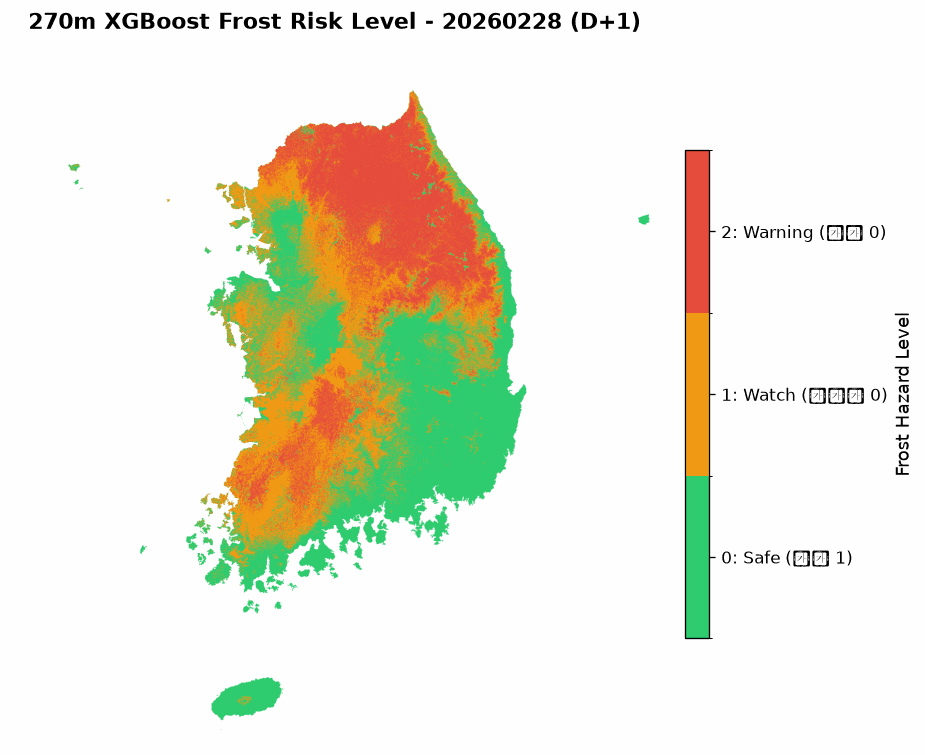 270m XGBoost Frost Risk Level - 20260228 (D+1)
2: Warning (□□ 0)
1: Watch (□□□ 0)
0: Safe (□□ 1)
Frost Hazard Level